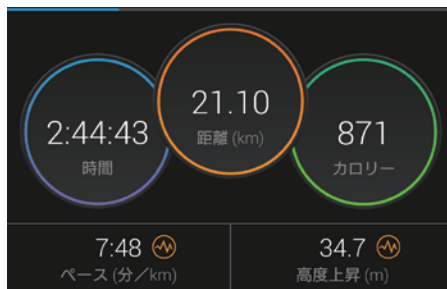 21.10
距離 (km)
2:44:43
時間
871
カロリー
7:48
ペース (分／km)
34.7
高度上昇 (m)